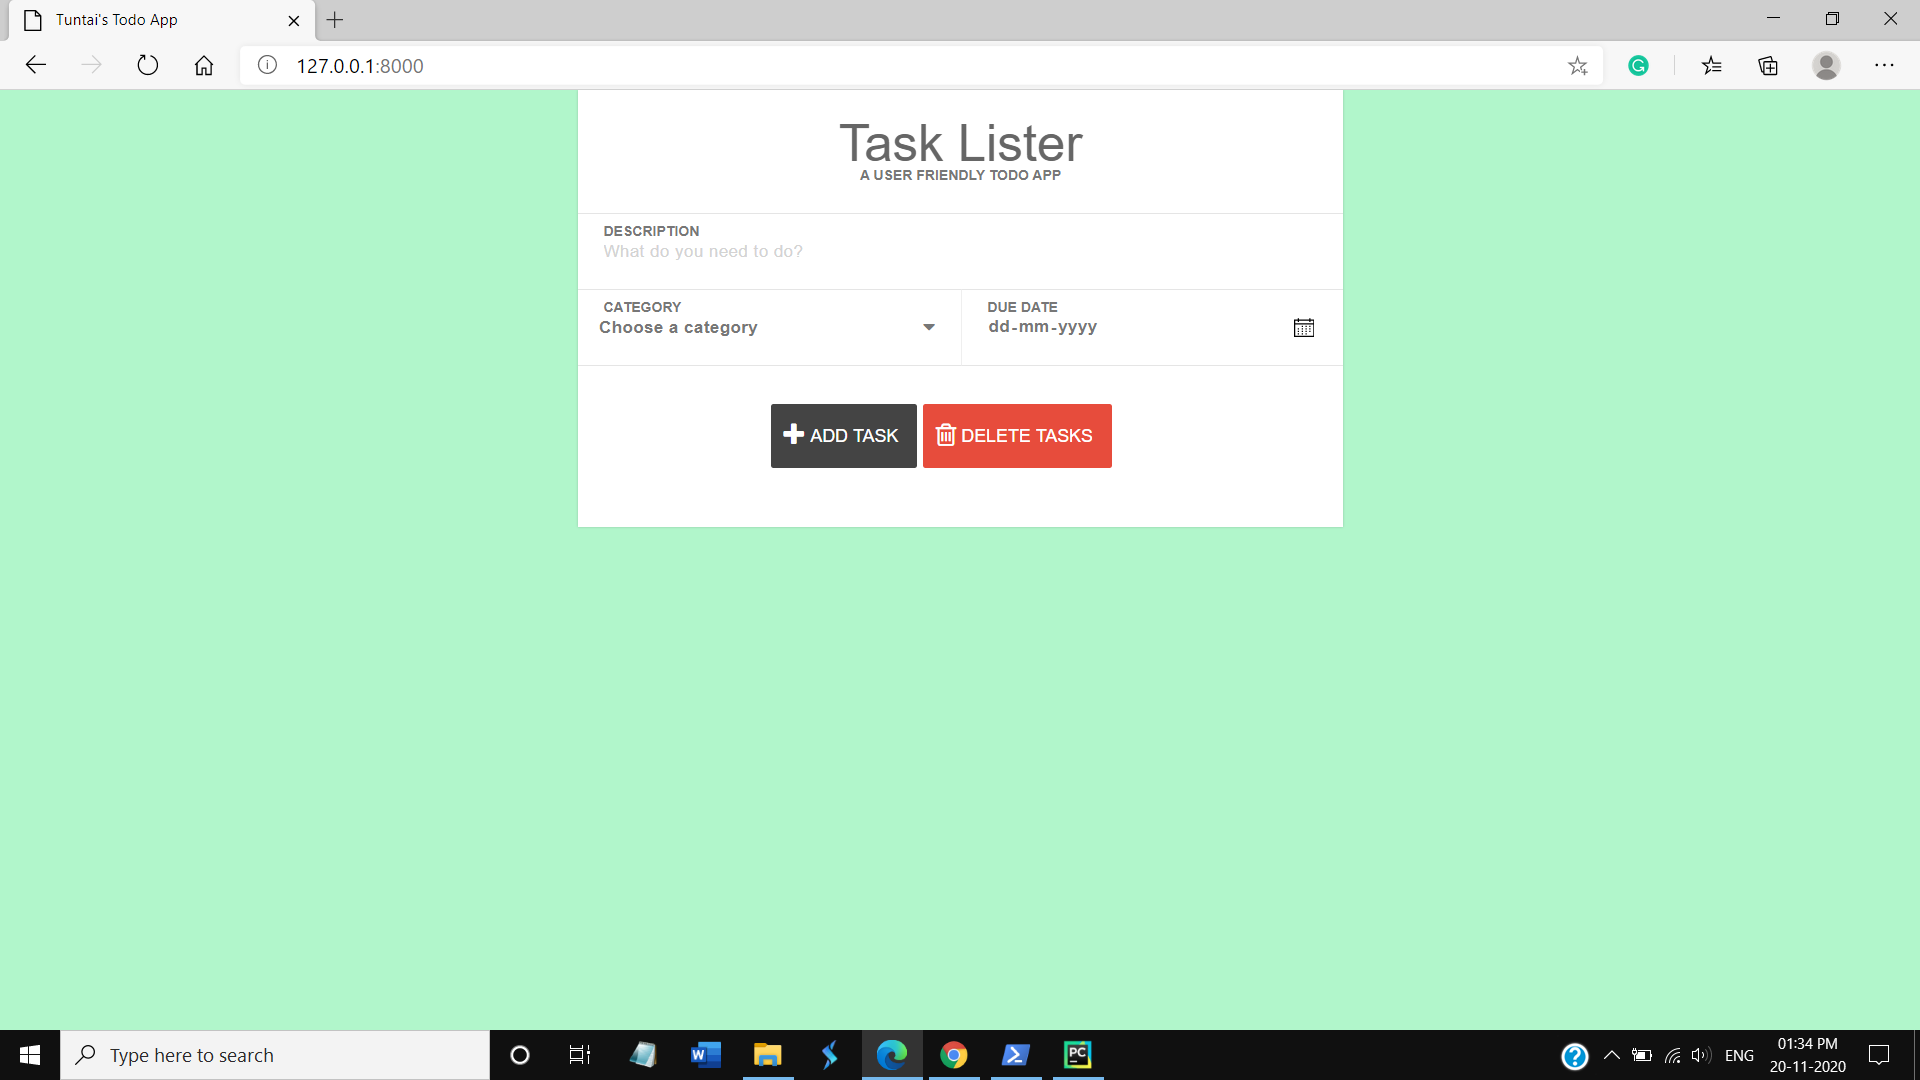 Tuntai's Todo App
127.0.0.1:8000
Task Lister
A USER FRIENDLY TODO APP
DESCRIPTION
What do you need to do?
CATEGORY
Choose a category
DUE DATE
dd-mm-yyyy
ADD TASK
DELETE TASKS
Type here to search
W
PC
ENG
01:34 PM
20-11-2020